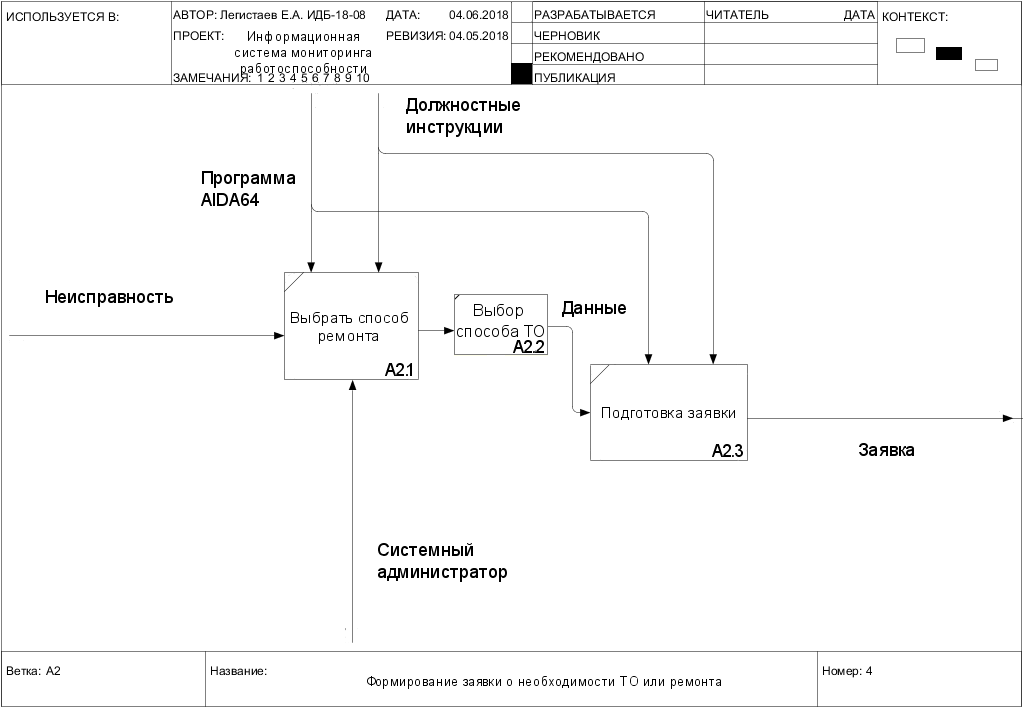 ИСПОЛЬЗУЕТСЯ В:
АВТОР: Легистаев Е.А. ИДБ-18-08
ДАТА: 04.06.2018
ПРОЕКТ: Информационная
система мониторинга
работоспособности
РЕВИЗИЯ: 04.05.2018
ЗАМЕЧАНИЯ: 1 2 3 4 5 6 7 8 9 10
РАЗРАБАТЫВАЕТСЯ
ЧЕРНОВИК
РЕКОМЕНДОВАНО
ПУБЛИКАЦИЯ
ЧИТАТЕЛЬ ДАТА
КОНТЕКСТ:
Должностные
инструкции
Программа
AIDA64
Неисправность
Выбрать способ
ремонта
A2.1
Выбор
способа ТО
A2.2
Данные
Подготовка заявки
A2.3
Заявка
Системный
администратор
Ветка: A2
Название:
Формирование заявки о необходимости ТО или ремонта
Номер: 4